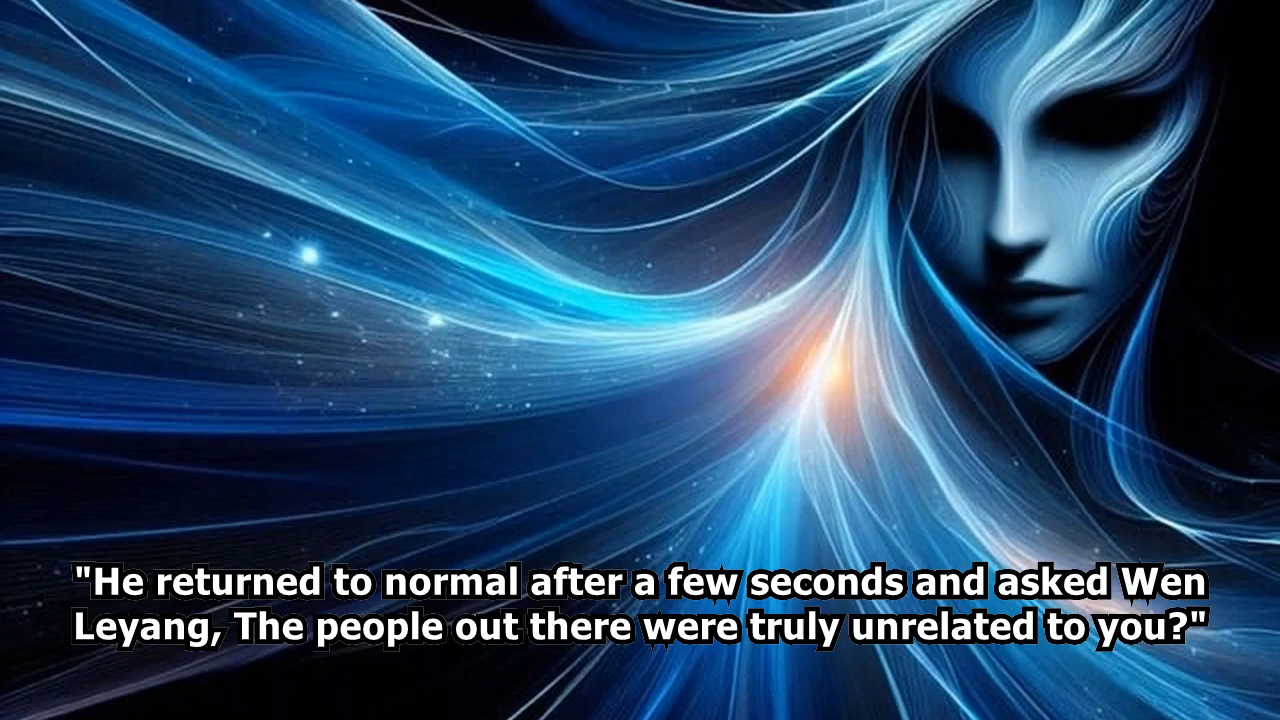 "He returned to normal after a few seconds and asked Wen
Leyang, The people out there were truly unrelated to you?"